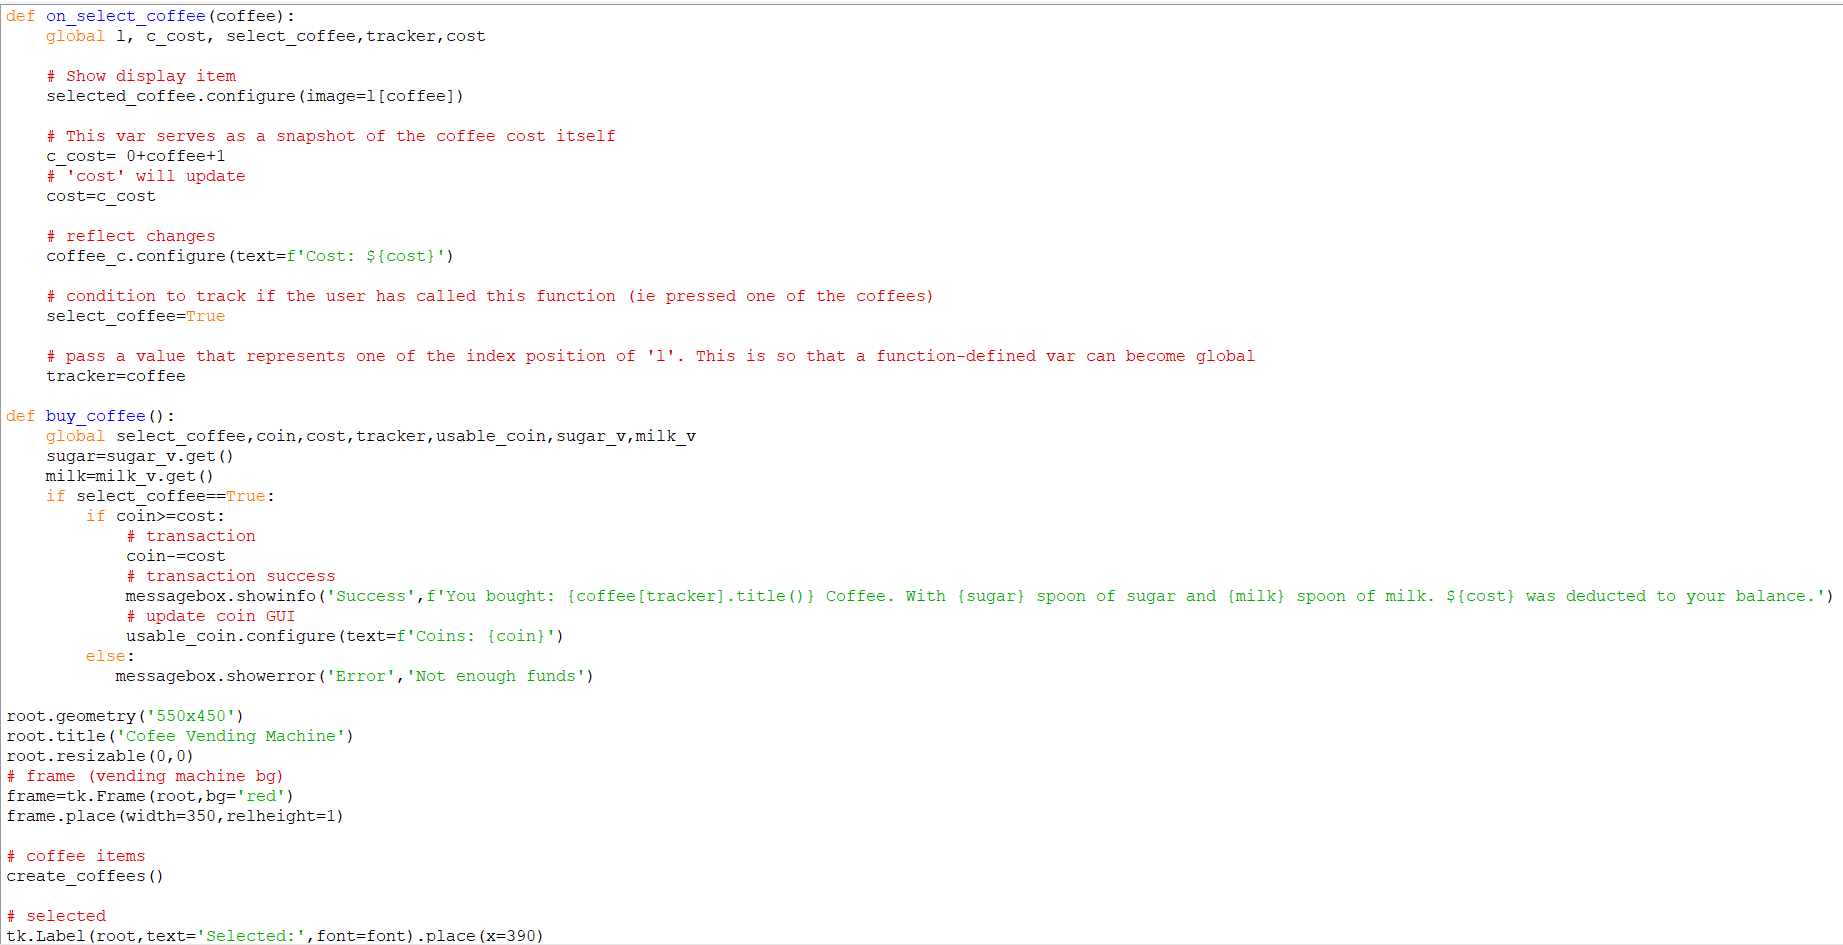 def on_select_coffee(coffee):
    global l, c_cost, select_coffee,tracker,cost

    # Show display item
    selected_coffee.configure(image=l[coffee])

    # This var serves as a snapshot of the coffee cost itself
    c_cost= 0+coffee+1
    # 'cost' will update
    cost=c_cost

    # reflect changes
    coffee_c.configure(text=f'Cost: ${cost}')

    # condition to track if the user has called this function (ie pressed one of the coffees)
    select_coffee=True

    # pass a value that represents one of the index position of 'l'. This is so that a function-defined var can become global
    tracker=coffee

def buy_coffee():
    global select_coffee,coin,cost,tracker,usable_coin,sugar_v,milk_v
    sugar=sugar_v.get()
    milk=milk_v.get()
    if select_coffee==True:
        if coin>=cost:
            # transaction
            coin-=cost
            # transaction success
            messagebox.showinfo('Success',f'You bought: {coffee[tracker].title()} Coffee. With {sugar} spoon of sugar and {milk} spoon of milk. ${cost} was deducted to your balance.')
            # update coin GUI
            usable_coin.configure(text=f'Coins: {coin}')
        else:
           messagebox.showerror('Error','Not enough funds')

root.geometry('550x450')
root.title('Cofee Vending Machine')
root.resizable(0,0)
# frame (vending machine bg)
frame=tk.Frame(root,bg='red')
frame.place(width=350,relheight=1)

# coffee items
create_coffees()

# selected
tk.Label(root,text='Selected:',font=font).place(x=390)